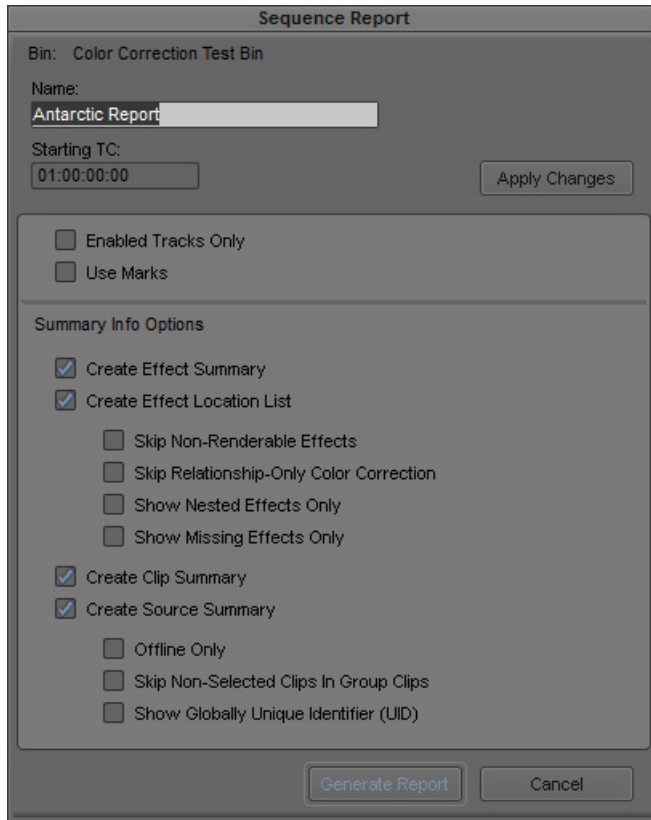 Sequence Report
Bin: Color Correction Test Bin
Name:
Antarctic Report
Starting TC:
01:00:00:00
Apply Changes
Enabled Tracks Only
Use Marks
Summary Info Options
Create Effect Summary
Create Effect Location List
Skip Non-Renderable Effects
Skip Relationship-Only Color Correction
Show Nested Effects Only
Show Missing Effects Only
Create Clip Summary
Create Source Summary
Offline Only
Skip Non-Selected Clips In Group Clips
Show Globally Unique Identifier (UID)
Generate Report
Cancel